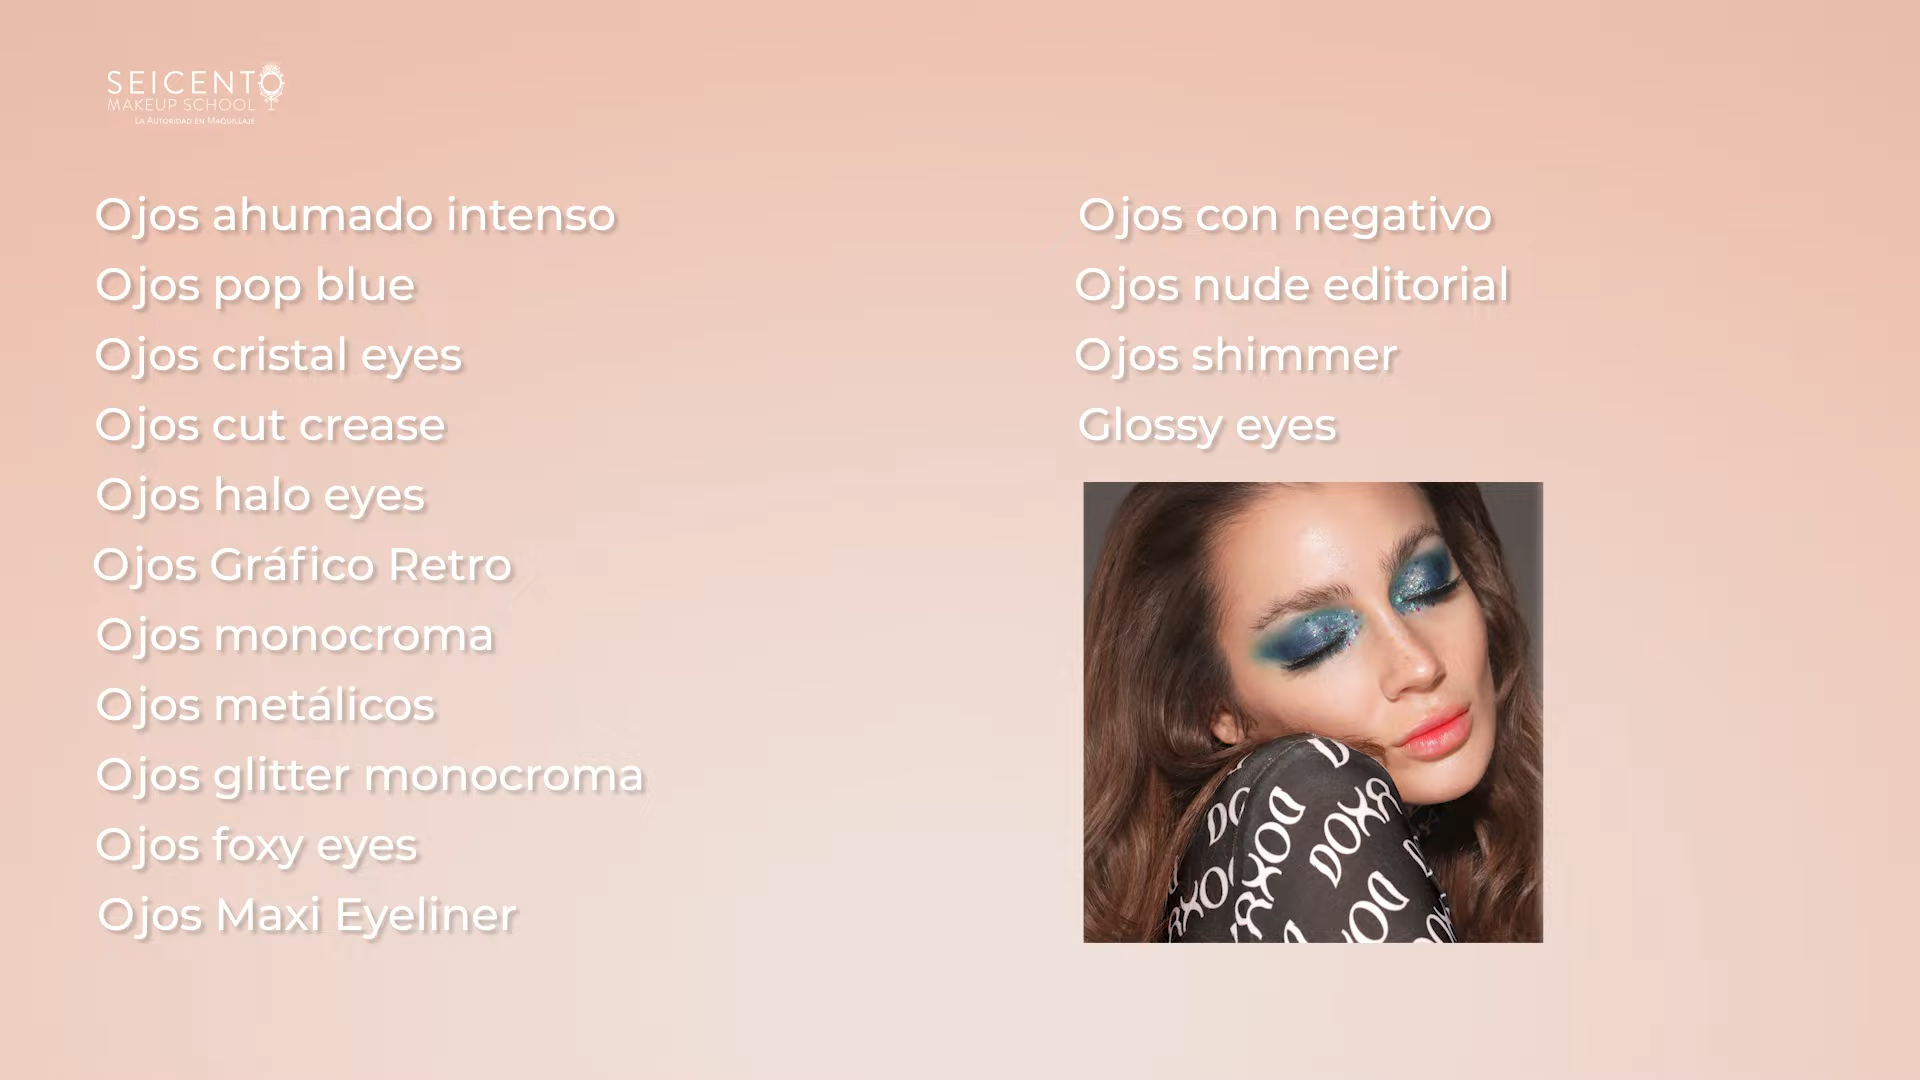 SEICENTO
MAKEUP SCHOOL
La Autoridad en Maquillaje
Ojos ahumado intenso
Ojos pop blue
Ojos cristal eyes
Ojos cut crease
Ojos halo eyes
Ojos Gráfico Retro
Ojos monocroma
Ojos metálicos
Ojos glitter monocroma
Ojos foxy eyes
Ojos Maxi Eyeliner
Ojos con negativo
Ojos nude editorial
Ojos shimmer
Glossy eyes